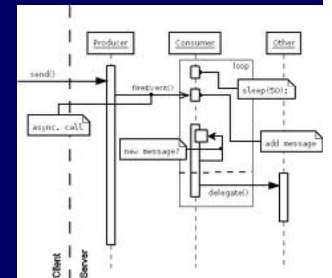 Producer
Consumer
Other
loop
send()
sleep(50);
fireEvent()
async. call
add message
new message?
delegate()
Client
Server